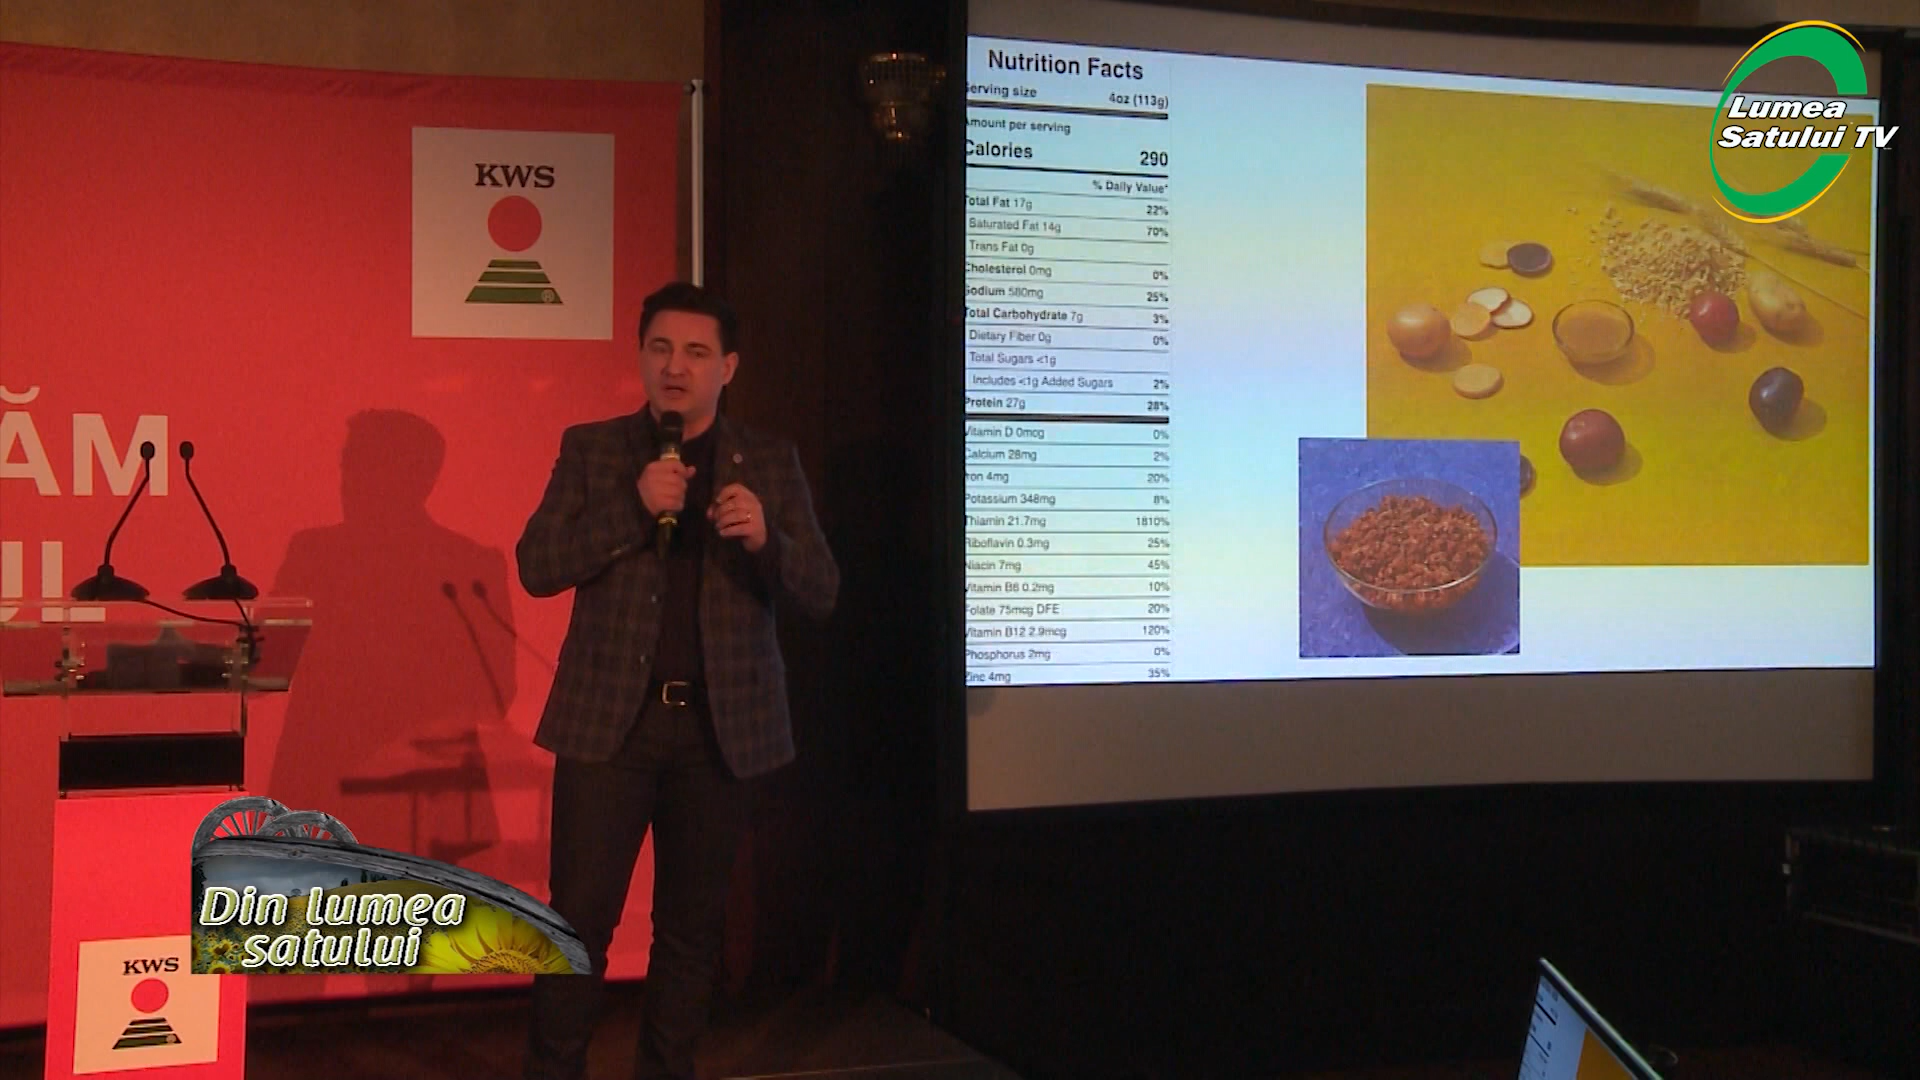 KWS
ĂM
UL
KWS
Din lumea
satului
Lumea
Satului TV
Nutrition Facts
Serving size 4oz (113g)
Amount per serving
Calories 290
% Daily Value*
Total Fat 17g 22%
Saturated Fat 14g 70%
Trans Fat 0g
Cholesterol 0mg 0%
Sodium 580mg 25%
Total Carbohydrate 7g 3%
Dietary Fiber 0g 0%
Total Sugars <1g
Includes <1g Added Sugars 2%
Protein 27g 28%
Vitamin D 0mcg 0%
Calcium 28mg 2%
Iron 4mg 20%
Potassium 348mg 8%
Thiamin 21.7mg 1810%
Riboflavin 0.3mg 25%
Niacin 7mg 45%
Vitamin B6 0.2mg 10%
Folate 75mcg DFE 20%
Vitamin B12 2.9mcg 120%
Phosphorus 2mg 0%
Zinc 4mg 35%